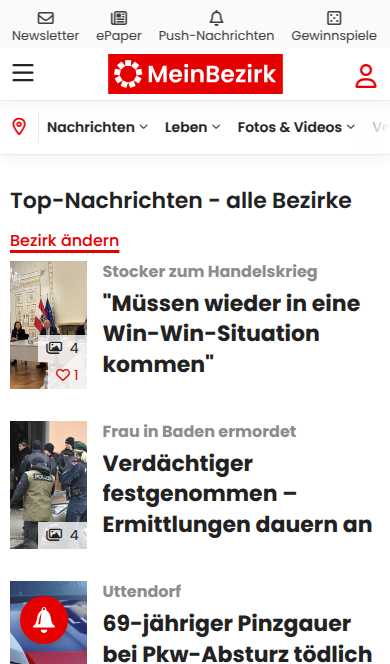 Newsletter ePaper Push-Nachrichten Gewinnspiele
MeinBezirk
Nachrichten Leben Fotos & Videos
Top-Nachrichten - alle Bezirke
Bezirk ändern
Stocker zum Handelskrieg
"Müssen wieder in eine
Win-Win-Situation
kommen"
4
1
Frau in Baden ermordet
Verdächtiger
festgenommen –
Ermittlungen dauern an
4
POLIZEI
Uttendorf
69-jähriger Pinzgauer
bei Pkw-Absturz tödlich